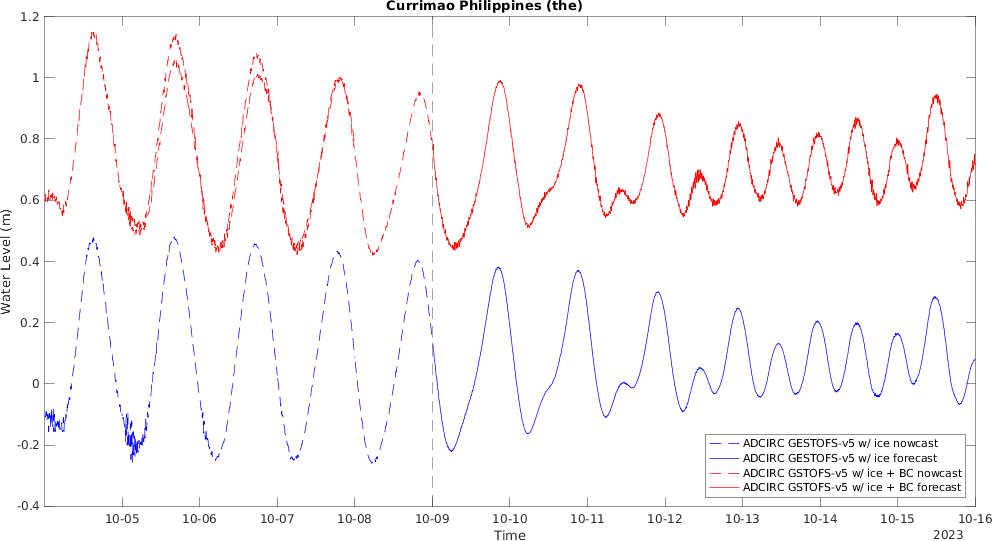 Currimao Philippines (the)
Water Level (m)
1.2
1
0.8
0.6
0.4
0.2
0
-0.2
-0.4
ADCIRC GESTOFS-v5 w/ ice nowcast
ADCIRC GESTOFS-v5 w/ ice forecast
ADCIRC GSTOFS-v5 w/ ice + BC nowcast
ADCIRC GSTOFS-v5 w/ ice + BC forecast
10-05 10-06 10-07 10-08 10-09 10-10 10-11 10-12 10-13 10-14 10-15 10-16
Time
2023